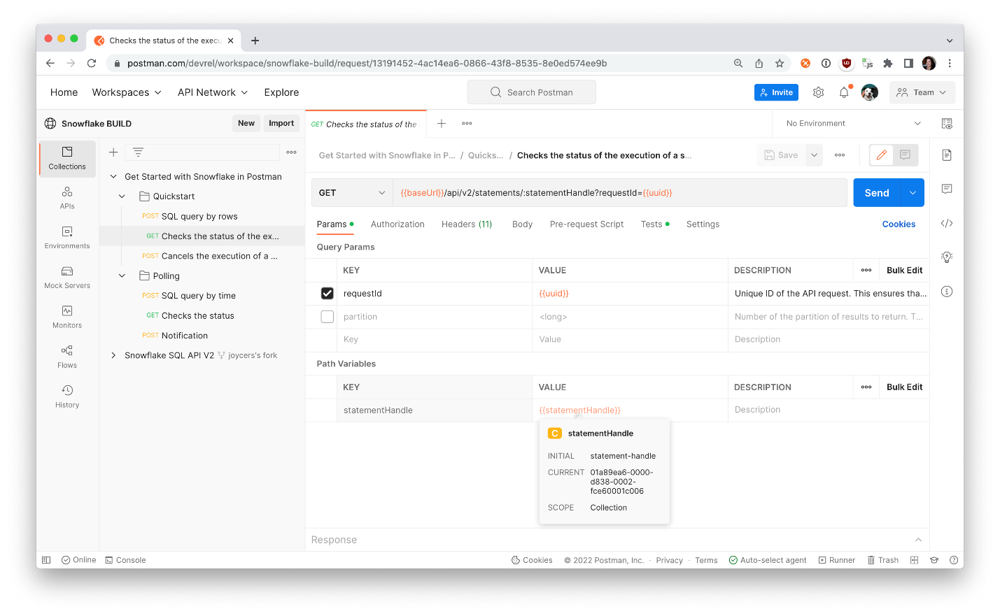 Checks the status of the execu
postman.com/devrel/workspace/snowflake-build/request/13191452-4ac14ea6-0866-43f8-8535-8e0ed574ee9b
Home Workspaces API Network Explore
Search Postman
Invite
Team
Snowflake BUILD
New Import
GET Checks the status of the
No Environment
Collections
APIs
Environments
Mock Servers
Monitors
Flows
History
Get Started with Snowflake in Postman
Quickstart
POST SQL query by rows
GET Checks the status of the ex...
POST Cancels the execution of a ...
Polling
POST SQL query by time
GET Checks the status
POST Notification
Snowflake SQL API V2 joycers's fork
Get Started with Snowflake in P... / Quicks... / Checks the status of the execution of a s...
Save
GET {{baseUrl}}/api/v2/statements/:statementHandle?requestId={{uuid}}
Send
Params Authorization Headers (11) Body Pre-request Script Tests Settings Cookies
Query Params
KEY VALUE DESCRIPTION Bulk Edit
requestId {{uuid}} Unique ID of the API request. This ensures tha...
partition <long> Number of the partition of results to return. T...
Key Value Description
Path Variables
KEY VALUE DESCRIPTION Bulk Edit
statementHandle {{statementHandle}} Description
C statementHandle
INITIAL statement-handle
CURRENT 01a89ea6-0000-
d838-0002-
fce60001c006
SCOPE Collection
Response
Online Console Cookies © 2022 Postman, Inc. · Privacy · Terms Auto-select agent Runner Trash